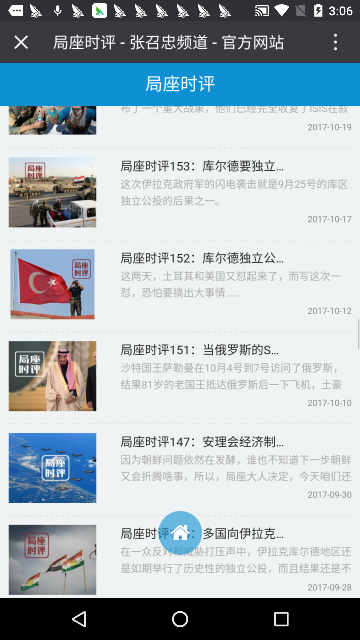 3:06
局座时评 - 张召忠频道 - 官方网站
局座时评
布了一个重大战果，他们已经完全收复了ISIS在叙
2017-10-19
局座时评
局座时评153：库尔德要独立...
这次伊拉克政府军的闪电袭击就是9月25号的库区
独立公投的后果之一。
2017-10-17
局座时评
局座时评152：库尔德独立公...
这两天，土耳其和美国又怼起来了，而写这次一
怼，恐怕要搞出大事情......
2017-10-12
局座时评
局座时评151：当俄罗斯的S...
沙特国王萨勒曼在10月4号到7号访问了俄罗斯，
结果81岁的老国王抵达俄罗斯后一下飞机，土豪
2017-10-10
局座时评
局座时评147：安理会经济制...
因为朝鲜问题依然在发酵，谁也不知道下一步朝鲜
又会折腾啥事，所以，局座大人决定，今天咱们还
2017-09-30
局座时评
局座时评：多国向伊拉克...
在一众反对和威胁打压声中，伊拉克库尔德地区还
是如期举行了历史性的独立公投，而且结果还是不
2017-09-28